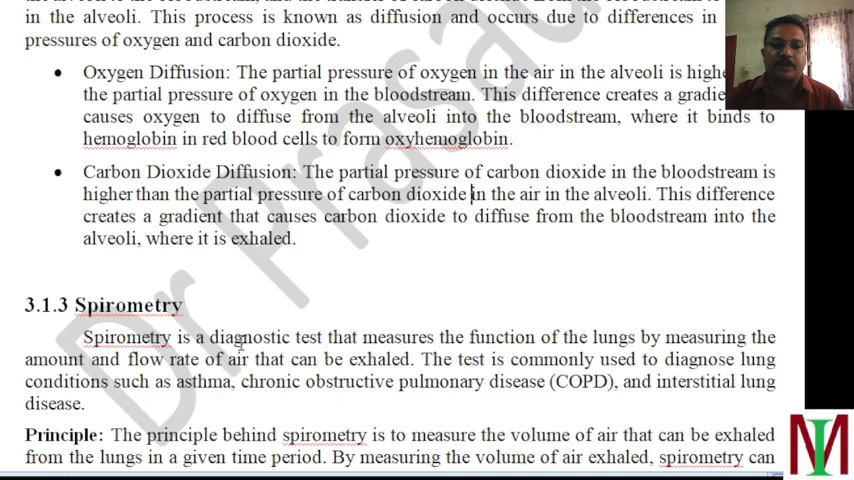 in the alveoli. This process is known as diffusion and occurs due to differences in
pressures of oxygen and carbon dioxide.
• Oxygen Diffusion: The partial pressure of oxygen in the air in the alveoli is
the partial pressure of oxygen in the bloodstream. This difference creates a
causes oxygen to diffuse from the alveoli into the bloodstream, where it binds to
hemoglobin in red blood cells to form oxyhemoglobin.
• Carbon Dioxide Diffusion: The partial pressure of carbon dioxide in the bloodstream is
higher than the partial pressure of carbon dioxide in the air in the alveoli. This difference
creates a gradient that causes carbon dioxide to diffuse from the bloodstream into the
alveoli, where it is exhaled.
3.1.3 Spirometry
Spirometry is a diagnostic test that measures the function of the lungs by measuring the
amount and flow rate of air that can be exhaled. The test is commonly used to diagnose lung
conditions such as asthma, chronic obstructive pulmonary disease (COPD), and interstitial lung
disease.
Principle: The principle behind spirometry is to measure the volume of air that can be exhaled
from the lungs in a given time period. By measuring the volume of air exhaled, spirometry can
Dr Prasad